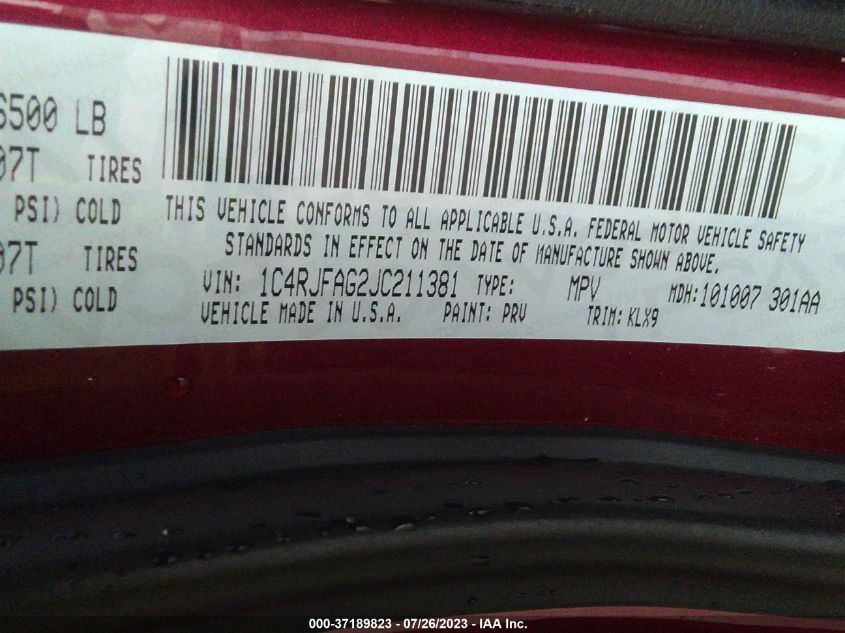 6500 LB
07T TIRES
PSI) COLD
07T TIRES
PSI) COLD
THIS VEHICLE CONFORMS TO ALL APPLICABLE U.S.A. FEDERAL MOTOR VEHICLE SAFETY
STANDARDS IN EFFECT ON THE DATE OF MANUFACTURE SHOWN ABOVE.
VIN: 1C4RJFAG2JC211381 TYPE: MPV MDH:101007 301AA
VEHICLE MADE IN U.S.A. PAINT: PRV TRIM: KLX9
000-37189823 - 07/26/2023 - IAA Inc.